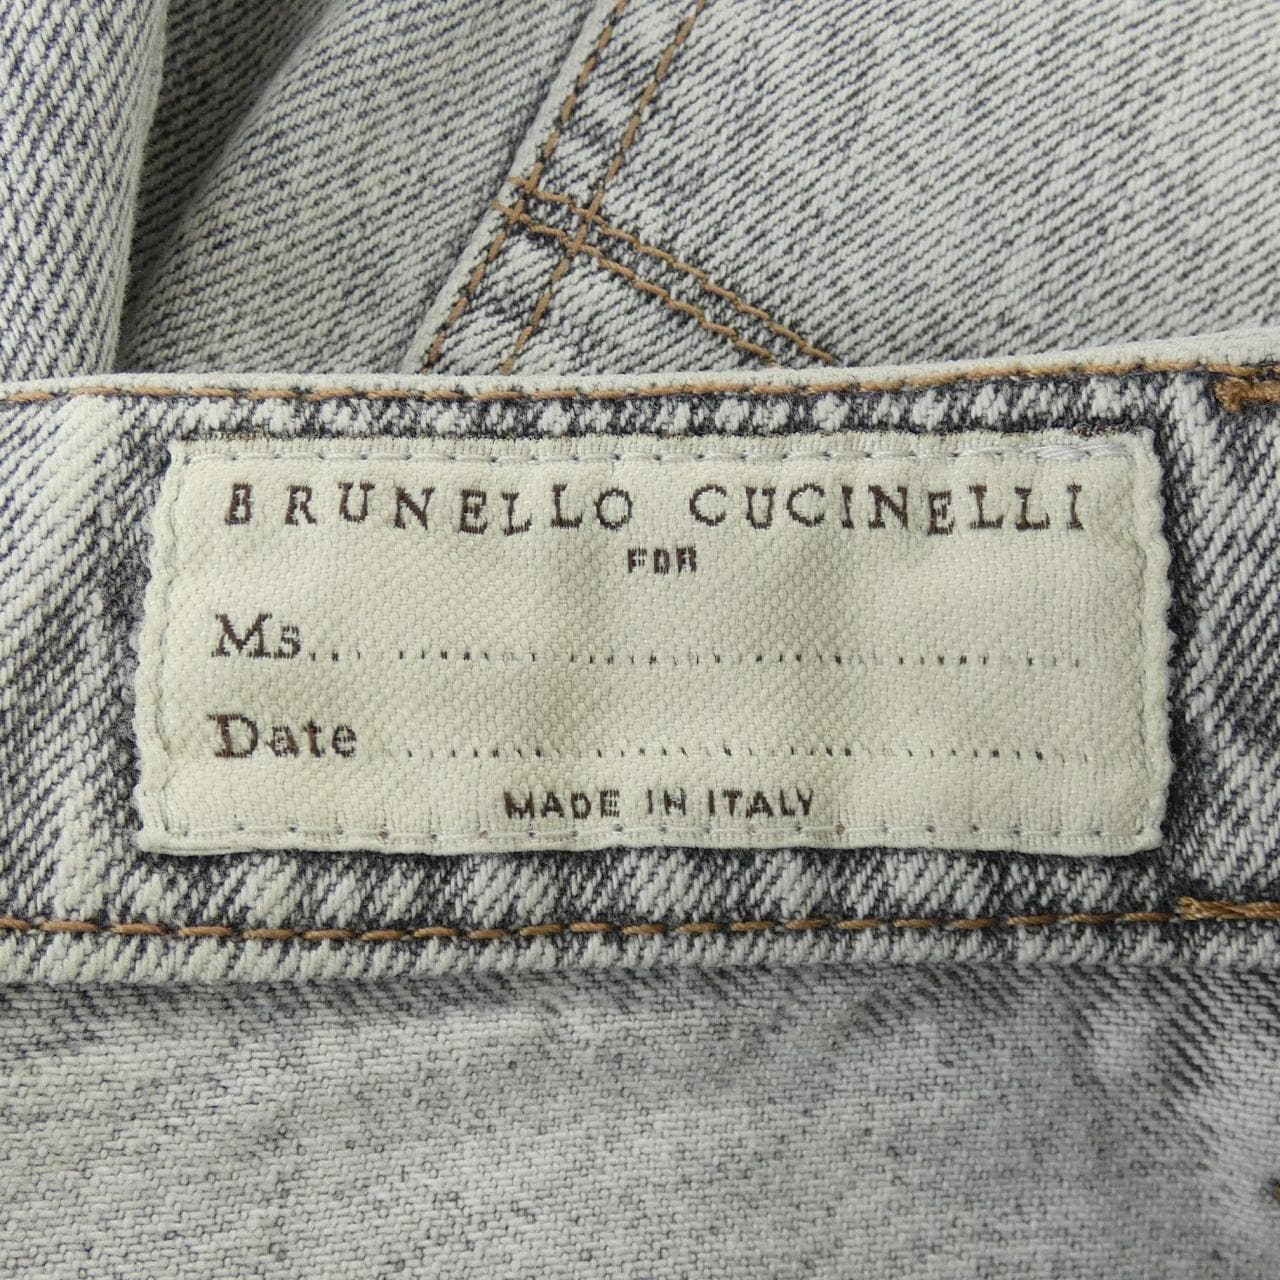 BRUNELLO CUCINELLI
FOR
Ms....................................................
Date ................................................
MADE IN ITALY